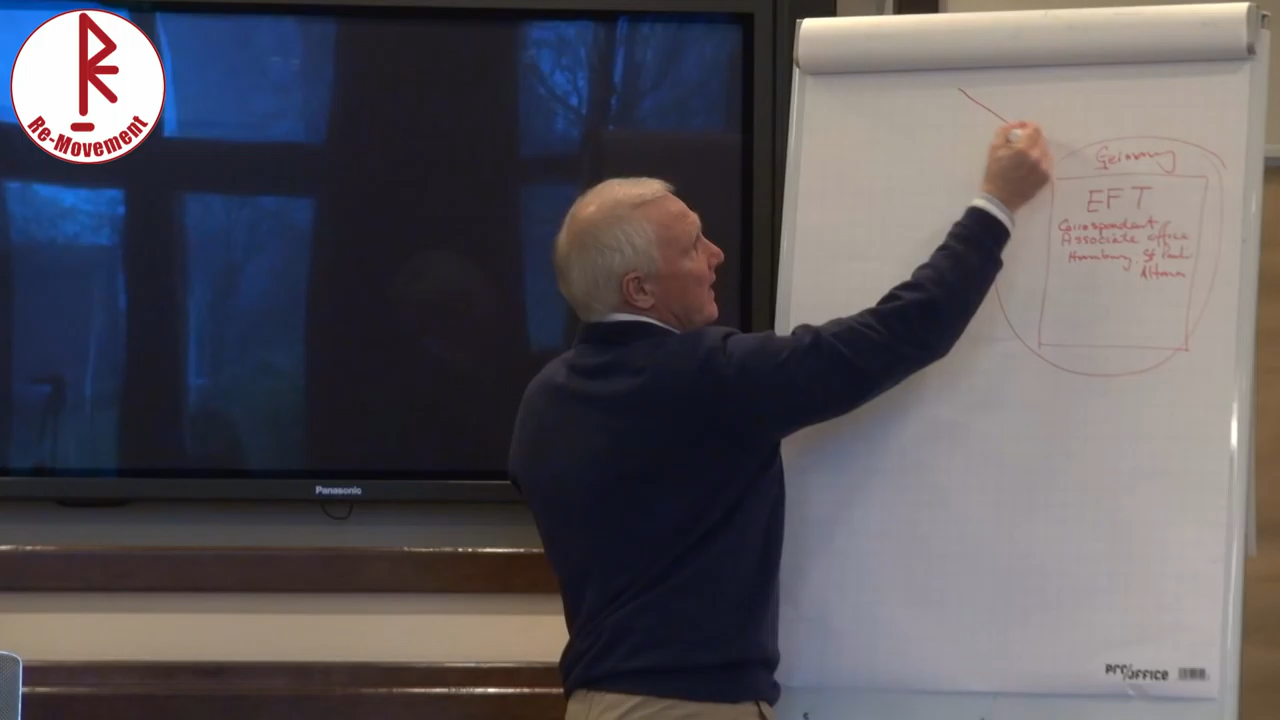 Re-Movement
Germany
EFT
Correspondent
Associate office
Hamburg. St Pauli
Altona
Panasonic
pro/office